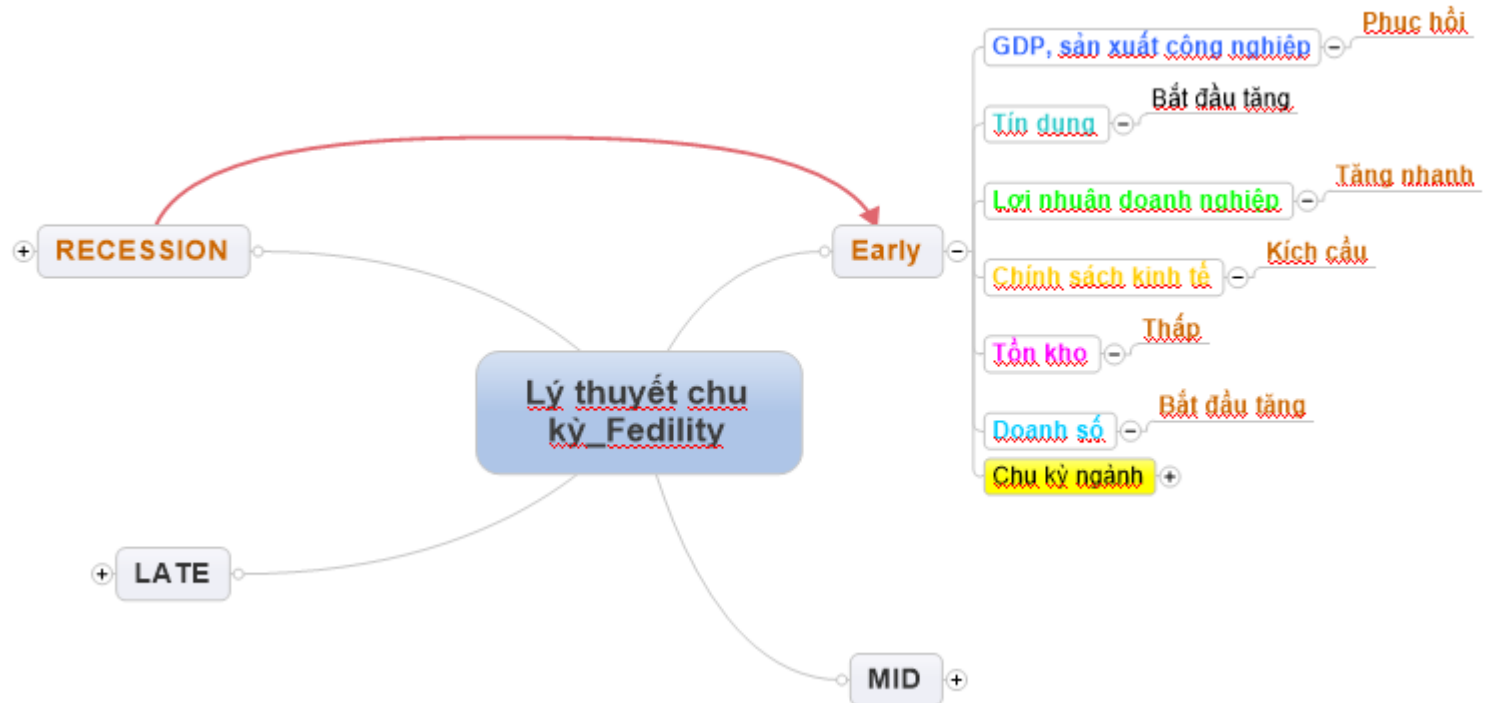 Phục hồi
GDP, sản xuất công nghiệp
Bắt đầu tăng
Tín dụng
Tăng nhanh
Lợi nhuận doanh nghiệp
RECESSION
Early
Kích cầu
Chính sách kinh tế
Thấp
Tồn kho
Lý thuyết chu
kỳ_Fedility
Bắt đầu tăng
Doanh số
Chu kỳ ngành
LATE
MID